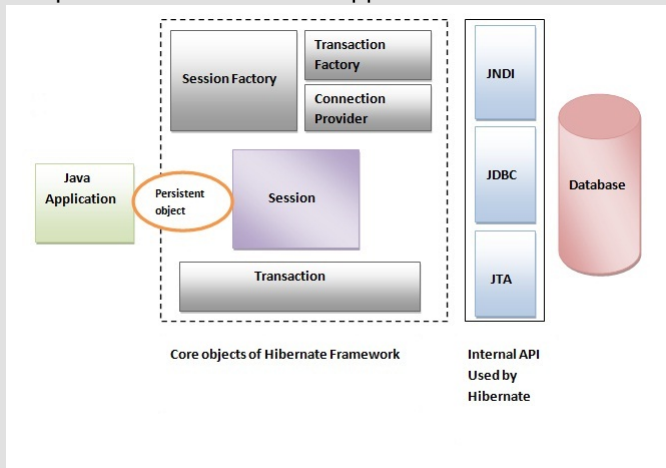 Session Factory
Transaction
Factory
Connection
Provider
JNDI
Java
Application
Persistent
object
Session
JDBC
Database
Transaction
JTA
Core objects of Hibernate Framework
Internal API
Used by
Hibernate